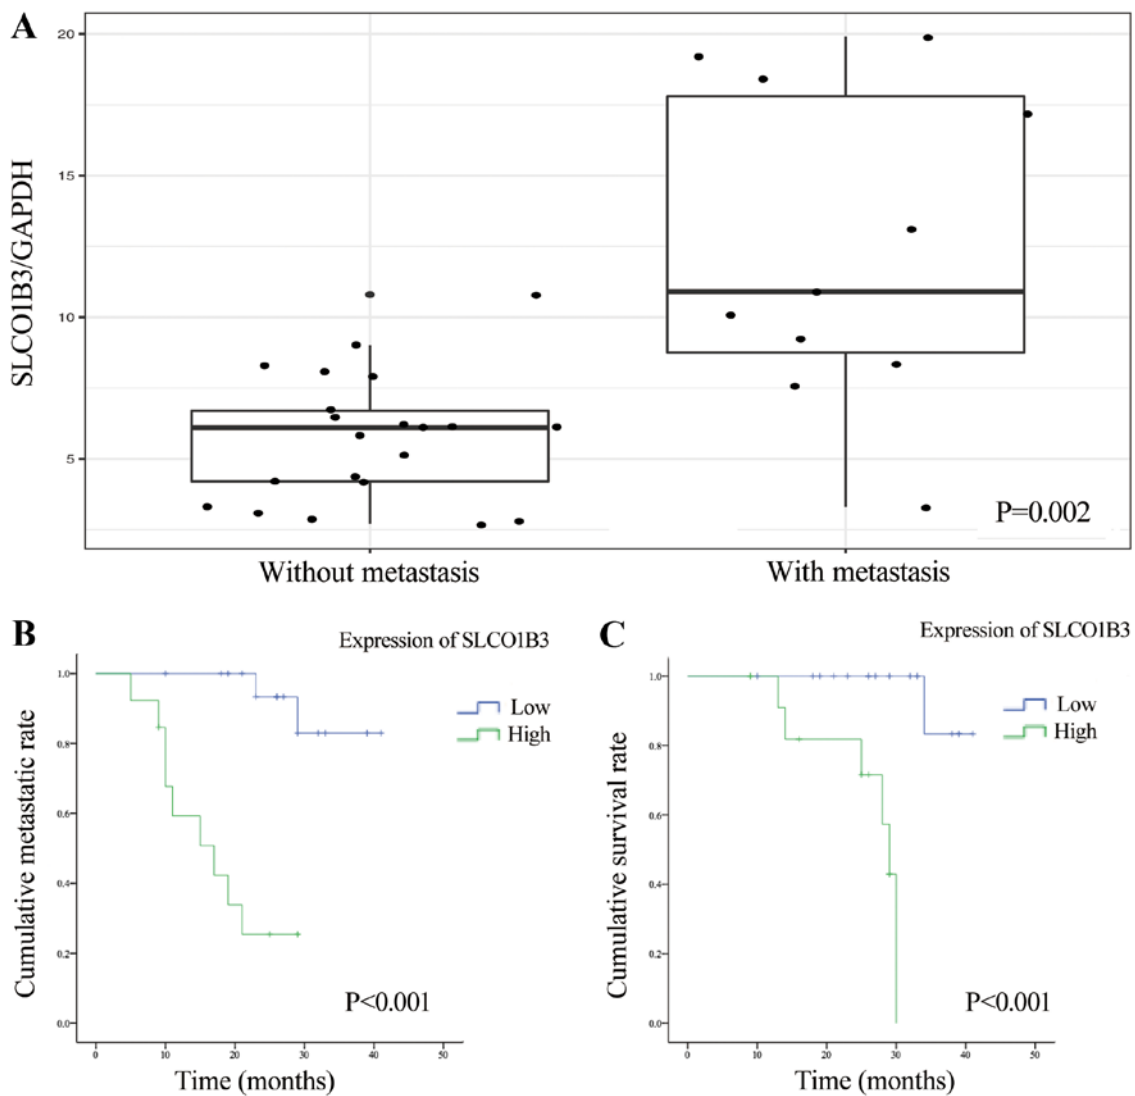 A
SLCO1B3/GAPDH
20
15
10
5
P=0.002
Without metastasis
With metastasis
B
Expression of SLCO1B3
Low
High
Cumulative metastatic rate
1.0
0.8
0.6
0.4
0.2
0.0
P<0.001
0 10 20 30 40 50
Time (months)
C
Expression of SLCO1B3
Low
High
Cumulative survival rate
1.0
0.8
0.6
0.4
0.2
0.0
P<0.001
0 10 20 30 40 50
Time (months)